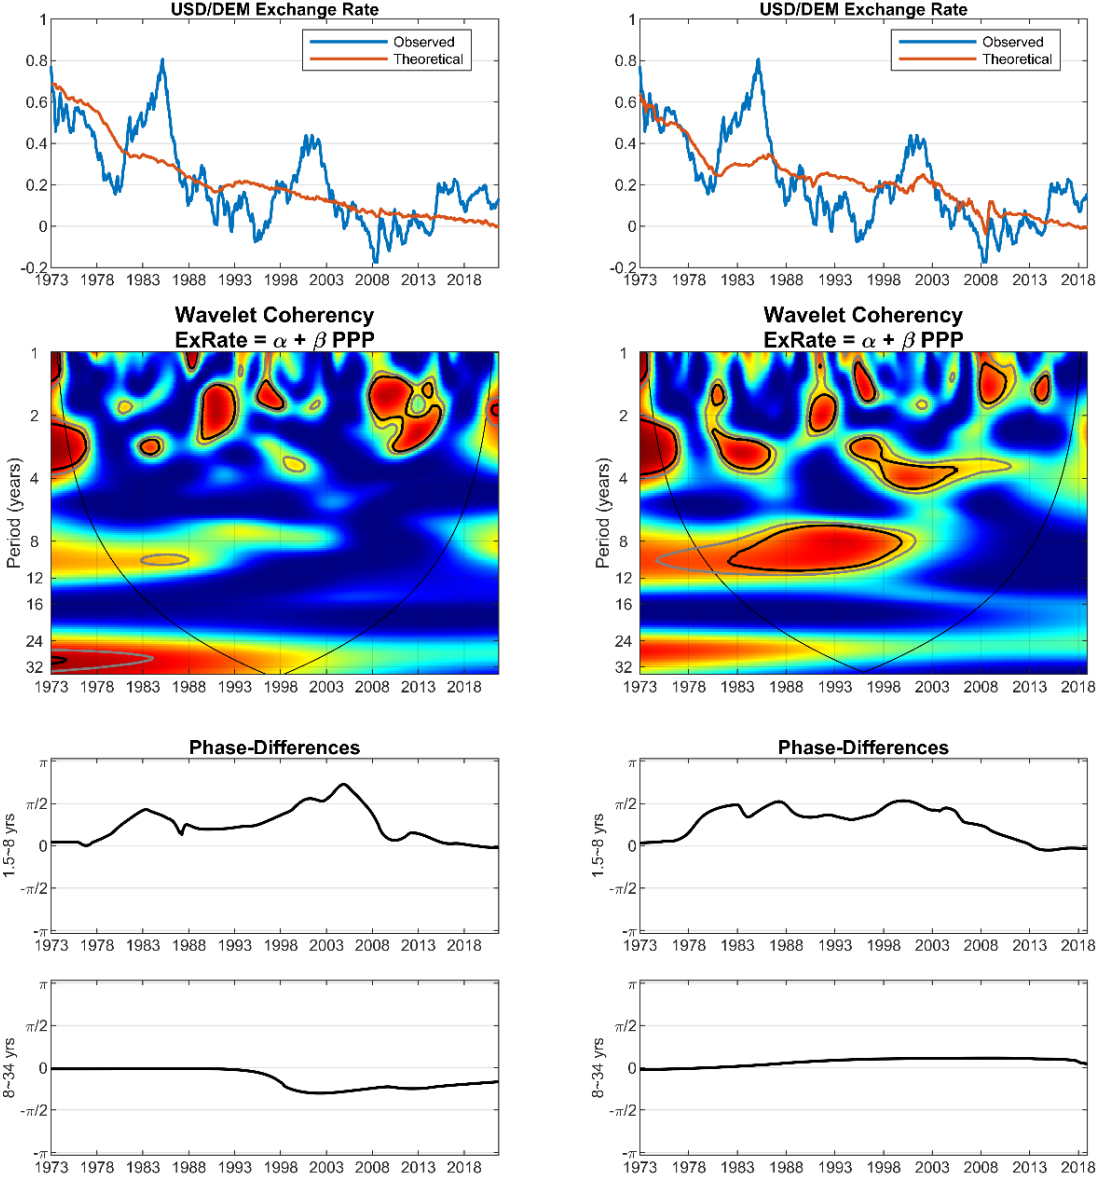 USD/DEM Exchange Rate
1
0.8
0.6
0.4
0.2
0
-0.2
Observed
Theoretical
1973 1978 1983 1988 1993 1998 2003 2008 2013 2018
USD/DEM Exchange Rate
1
0.8
0.6
0.4
0.2
0
-0.2
Observed
Theoretical
1973 1978 1983 1988 1993 1998 2003 2008 2013 2018
Wavelet Coherency
ExRate = α + β PPP
Period (years)
1
2
4
8
12
16
24
32
1973 1978 1983 1988 1993 1998 2003 2008 2013 2018
Wavelet Coherency
ExRate = α + β PPP
Period (years)
1
2
4
8
12
16
24
32
1973 1978 1983 1988 1993 1998 2003 2008 2013 2018
Phase-Differences
1.5~8 yrs
π
π/2
0
-π/2
-π
1973 1978 1983 1988 1993 1998 2003 2008 2013 2018
Phase-Differences
1.5~8 yrs
π
π/2
0
-π/2
-π
1973 1978 1983 1988 1993 1998 2003 2008 2013 2018
8~34 yrs
π
π/2
0
-π/2
-π
1973 1978 1983 1988 1993 1998 2003 2008 2013 2018
8~34 yrs
π
π/2
0
-π/2
-π
1973 1978 1983 1988 1993 1998 2003 2008 2013 2018